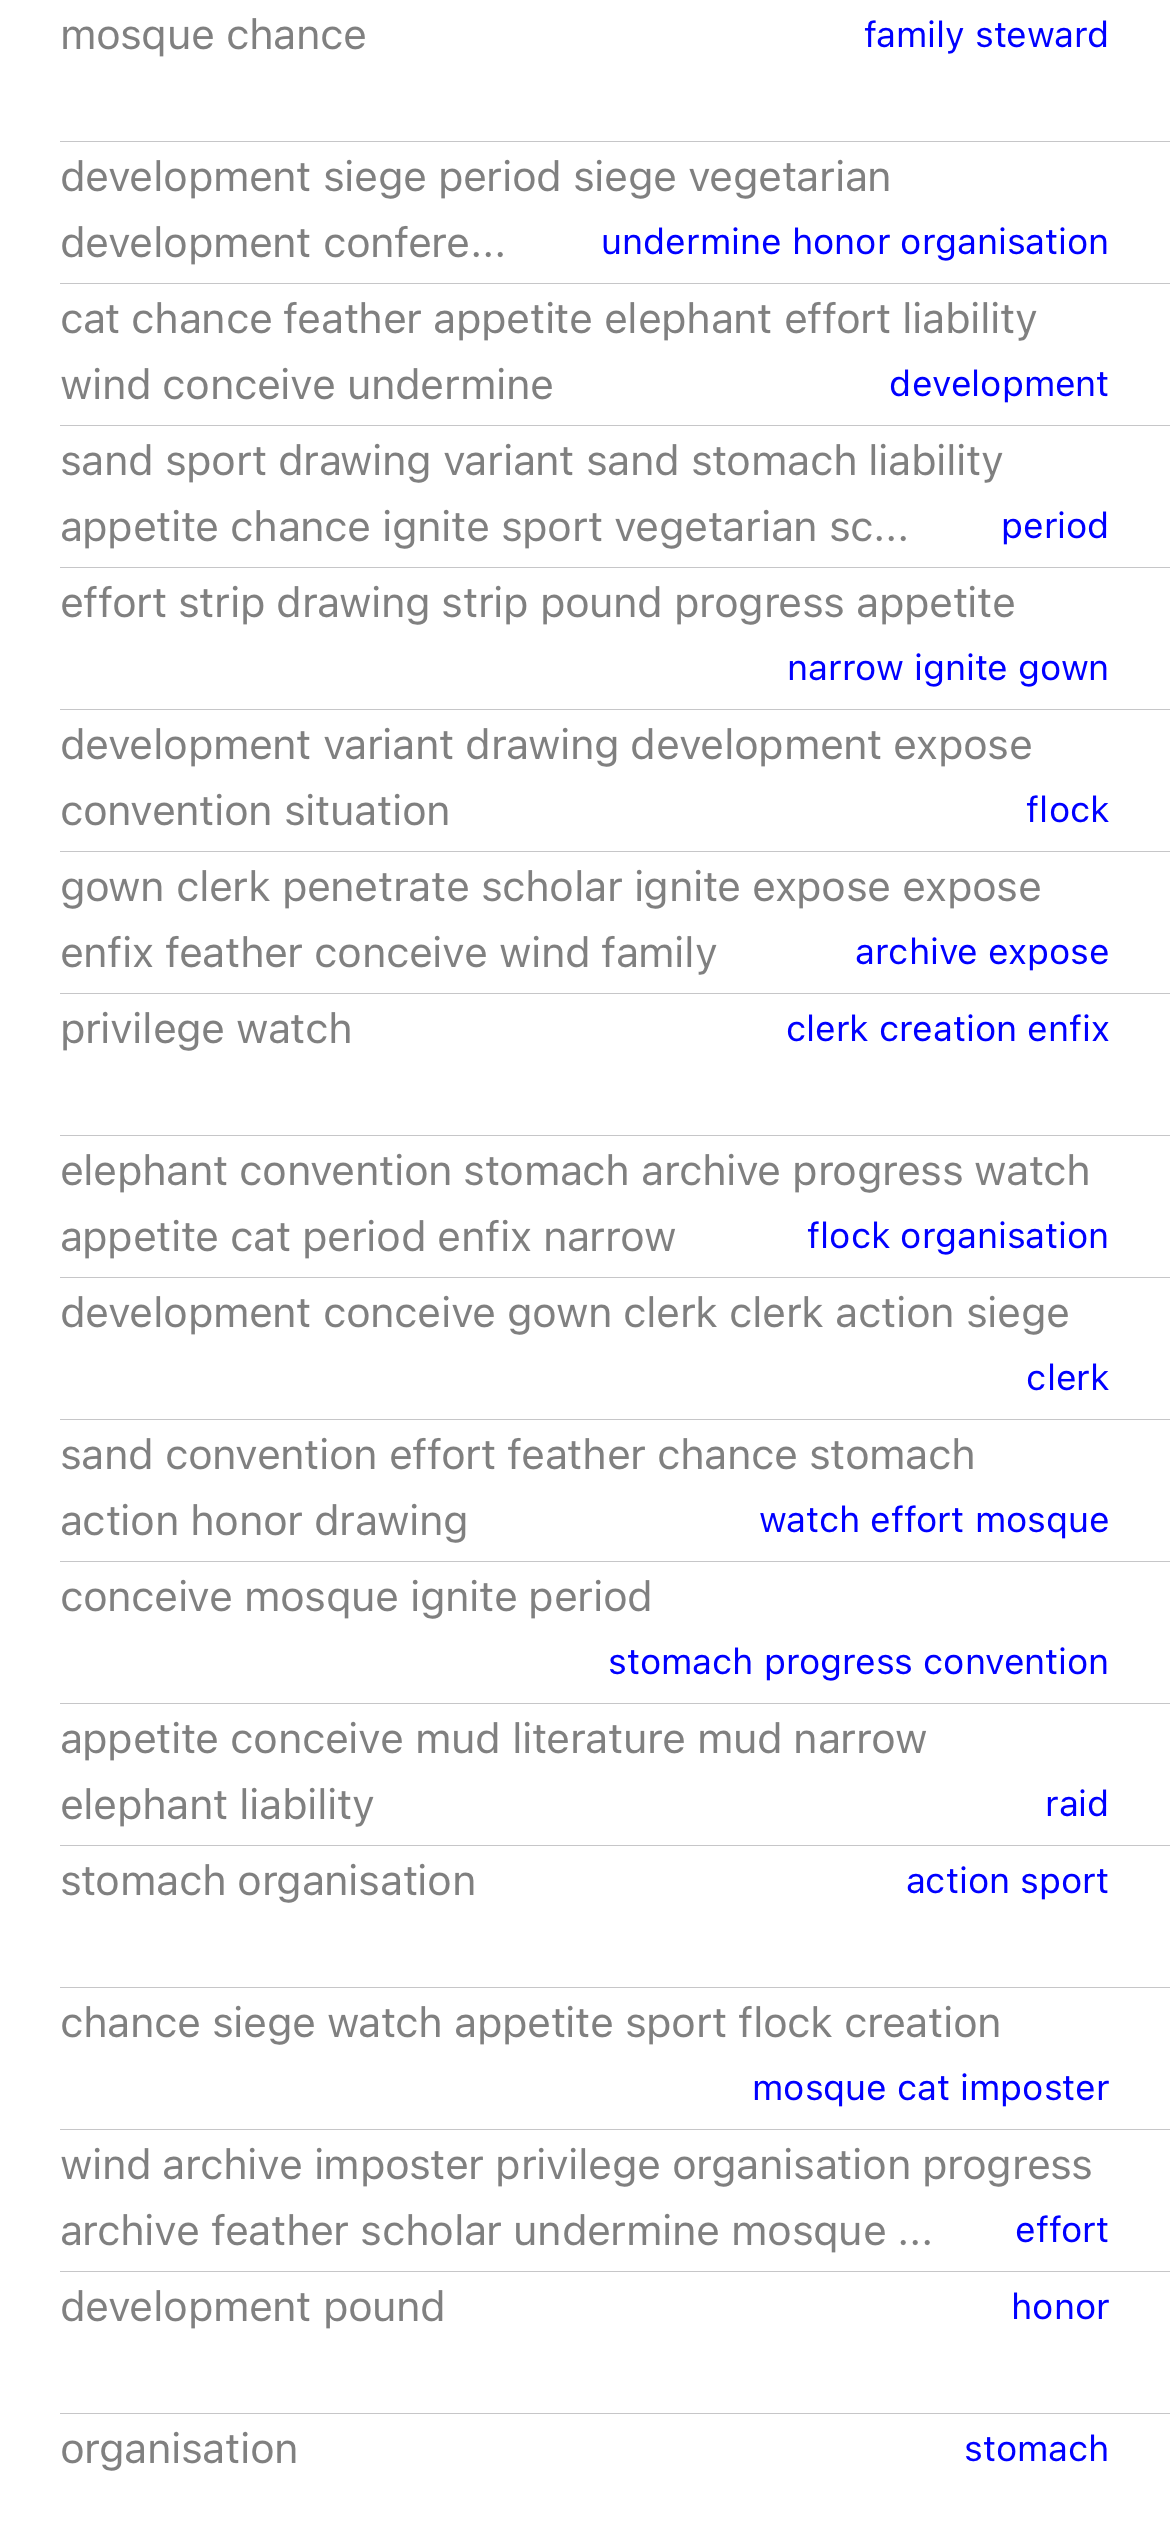 mosque chance family steward
development siege period siege vegetarian
development confere... undermine honor organisation
cat chance feather appetite elephant effort liability
wind conceive undermine development
sand sport drawing variant sand stomach liability
appetite chance ignite sport vegetarian sc... period
effort strip drawing strip pound progress appetite
narrow ignite gown
development variant drawing development expose
convention situation flock
gown clerk penetrate scholar ignite expose expose
enfix feather conceive wind family archive expose
privilege watch clerk creation enfix
elephant convention stomach archive progress watch
appetite cat period enfix narrow flock organisation
development conceive gown clerk clerk action siege
clerk
sand convention effort feather chance stomach
action honor drawing watch effort mosque
conceive mosque ignite period
stomach progress convention
appetite conceive mud literature mud narrow
elephant liability raid
stomach organisation action sport
chance siege watch appetite sport flock creation
mosque cat imposter
wind archive imposter privilege organisation progress
archive feather scholar undermine mosque ... effort
development pound honor
organisation stomach